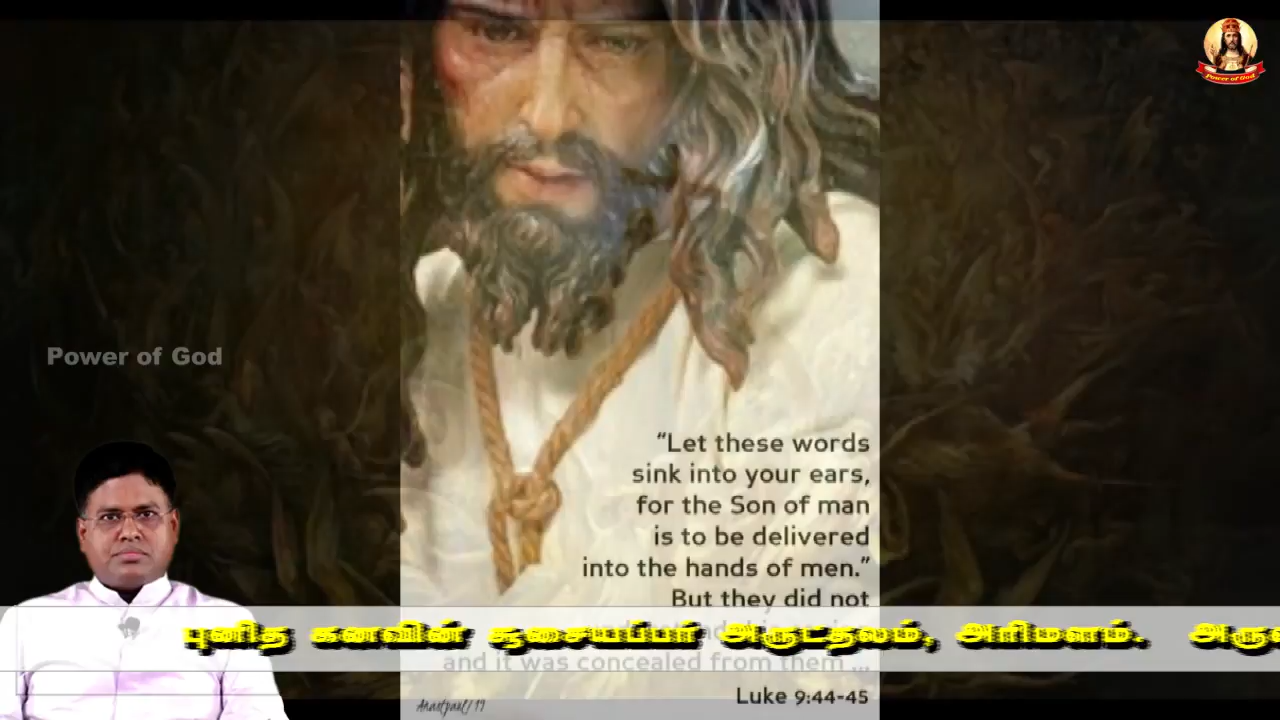 Power of God
Power of God
“Let these words
sink into your ears,
for the Son of man
is to be delivered
into the hands of men.”
But they did not
and it was concealed from them ...
புனித கனவின் சூசையப்பர் அருட்தலம், அரிமளம்.
Luke 9:44-45